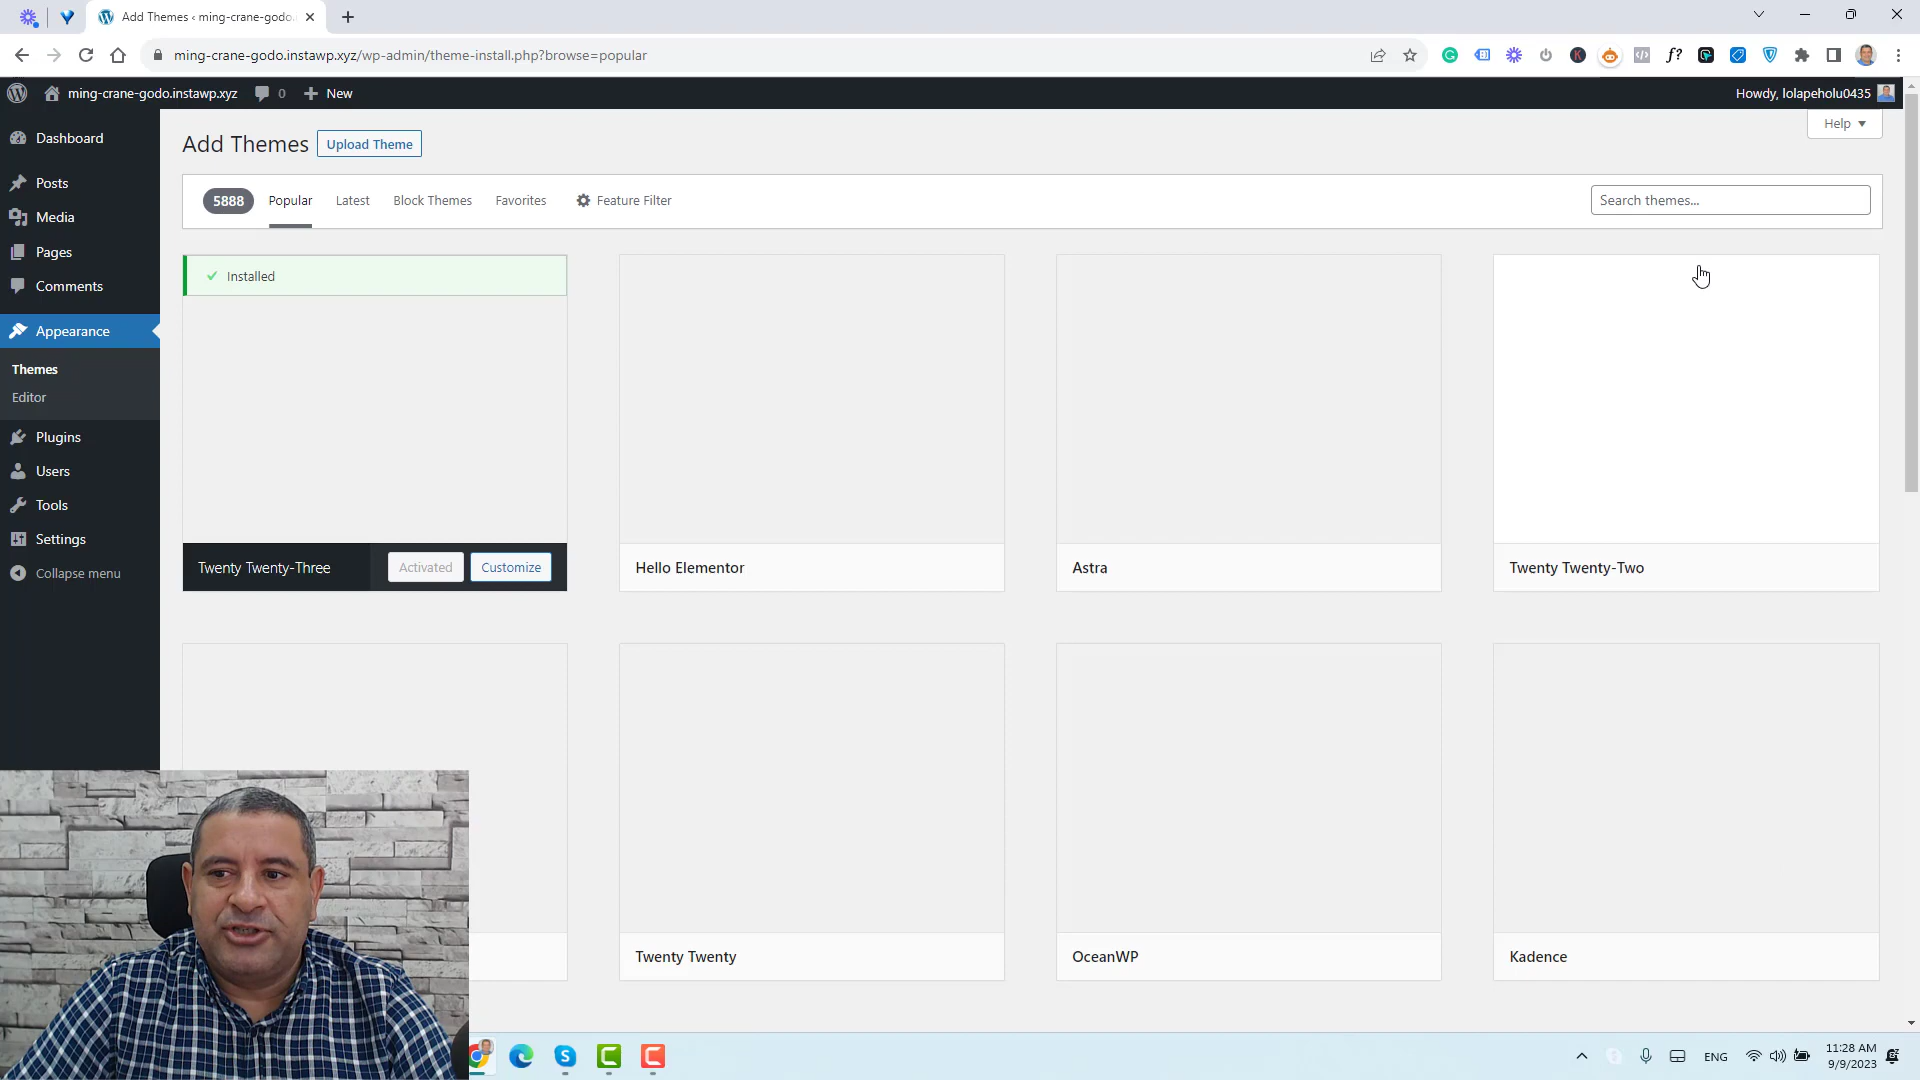 Add Themes ‹ ming-crane-godo.
ming-crane-godo.instawp.xyz/wp-admin/theme-install.php?browse=popular
ming-crane-godo.instawp.xyz
0
New
Howdy, lolapeholu0435
Dashboard
Posts
Media
Pages
Comments
Appearance
Themes
Editor
Plugins
Users
Tools
Settings
Collapse menu
Add Themes
Upload Theme
Help
5888
Popular
Latest
Block Themes
Favorites
Feature Filter
Search themes...
Installed
Twenty Twenty-Three
Activated
Customize
Hello Elementor
Astra
Twenty Twenty-Two
Twenty Twenty
OceanWP
Kadence
ENG
11:28 AM
9/9/2023